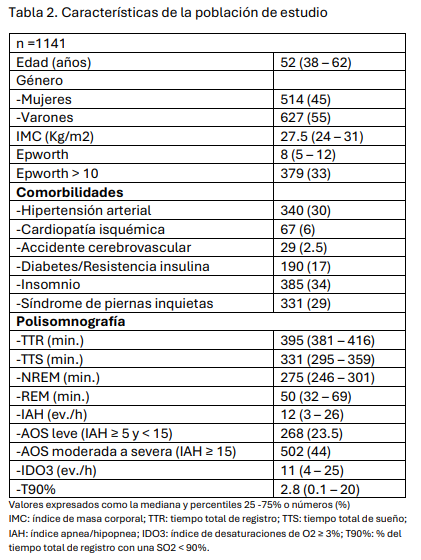 Tabla 2. Características de la población de estudio
n =1141
Edad (años) 52 (38 – 62)
Género
-Mujeres 514 (45)
-Varones 627 (55)
IMC (Kg/m2) 27.5 (24 – 31)
Epworth 8 (5 – 12)
Epworth > 10 379 (33)
Comorbilidades
-Hipertensión arterial 340 (30)
-Cardiopatía isquémica 67 (6)
-Accidente cerebrovascular 29 (2.5)
-Diabetes/Resistencia insulina 190 (17)
-Insomnio 385 (34)
-Síndrome de piernas inquietas 331 (29)
Polisomnografía
-TTR (min.) 395 (381 – 416)
-TTS (min.) 331 (295 – 359)
-NREM (min.) 275 (246 – 301)
-REM (min.) 50 (32 – 69)
-IAH (ev./h) 12 (3 – 26)
-AOS leve (IAH ≥ 5 y < 15) 268 (23.5)
-AOS moderada a severa (IAH ≥ 15) 502 (44)
-IDO3 (ev./h) 11 (4 – 25)
-T90% 2.8 (0.1 – 20)
Valores expresados como la mediana y percentiles 25 -75% o números (%)
IMC: índice de masa corporal; TTR: tiempo total de registro; TTS: tiempo total de sueño;
IAH: índice apnea/hipopnea; IDO3: índice de desaturaciones de O2 ≥ 3%; T90%: % del
tiempo total de registro con una SO2 < 90%.